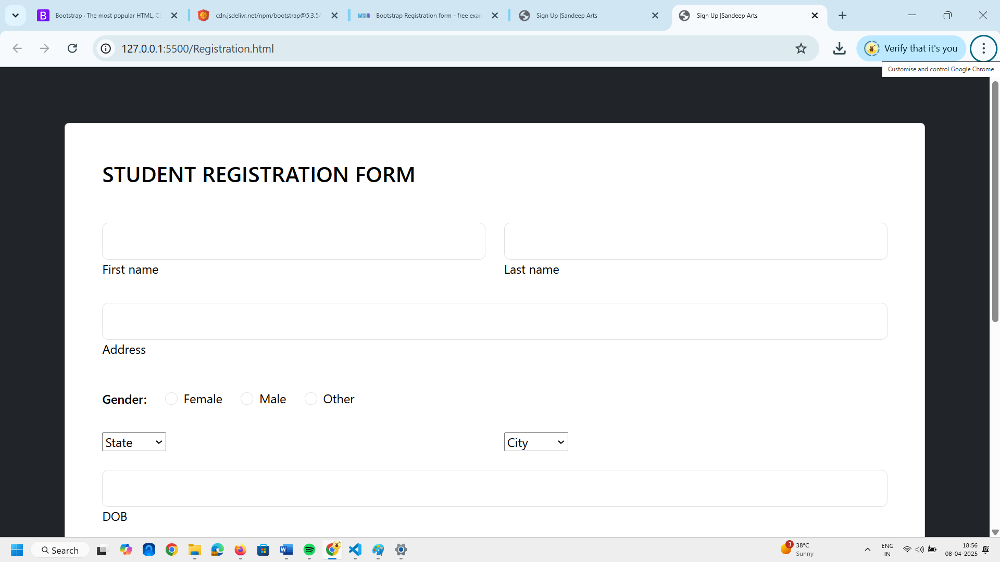 Bootstrap · The most popular HTML, CS
cdn.jsdelivr.net/npm/bootstrap@5.3.5/
Bootstrap Registration form - free exam
Sign Up |Sandeep Arts
Sign Up |Sandeep Arts
127.0.0.1:5500/Registration.html
Verify that it's you
Customise and control Google Chrome
STUDENT REGISTRATION FORM
First name
Last name
Address
Gender: Female Male Other
State
City
DOB
Search
3
38°C
Sunny
ENG
IN
18:56
08-04-2025